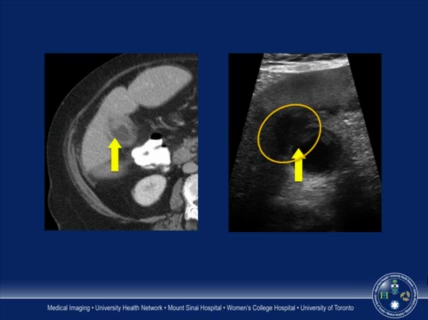 Medical Imaging • University Health Network • Mount Sinai Hospital • Women's College Hospital • University of Toronto